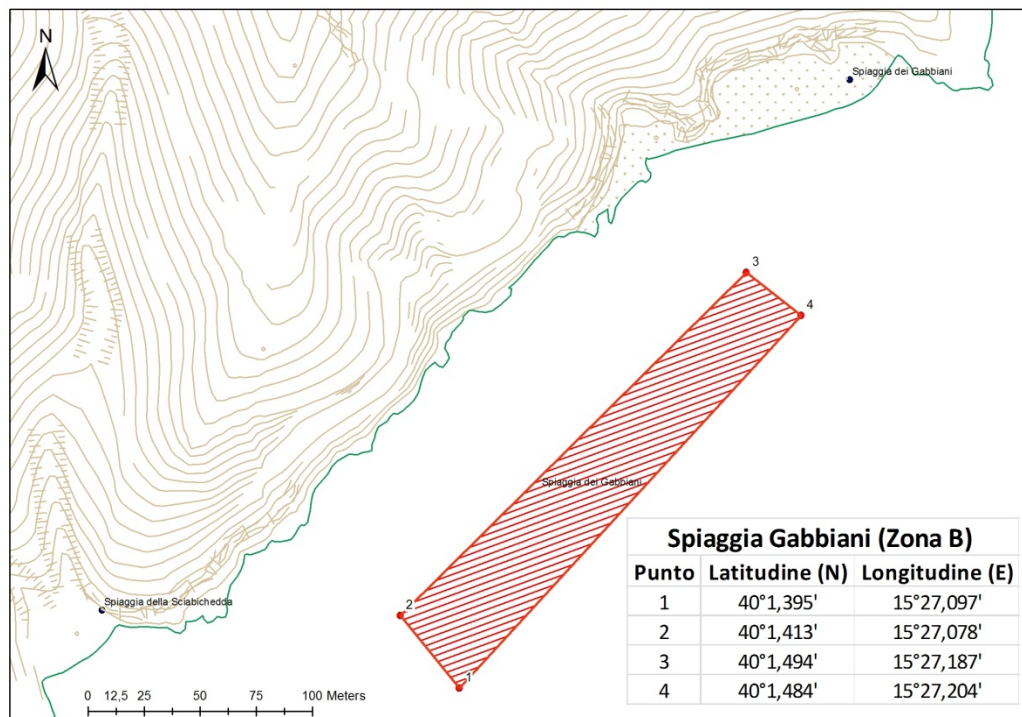 N
Spiaggia dei Gabbiani
3
4
Spiaggia dei Gabbiani
Spiaggia della Sciabichedda
2
1
0 12,5 25 50 75 100 Meters
Spiaggia Gabbiani (Zona B)
Punto Latitudine (N) Longitudine (E)
1 40°1,395' 15°27,097'
2 40°1,413' 15°27,078'
3 40°1,494' 15°27,187'
4 40°1,484' 15°27,204'